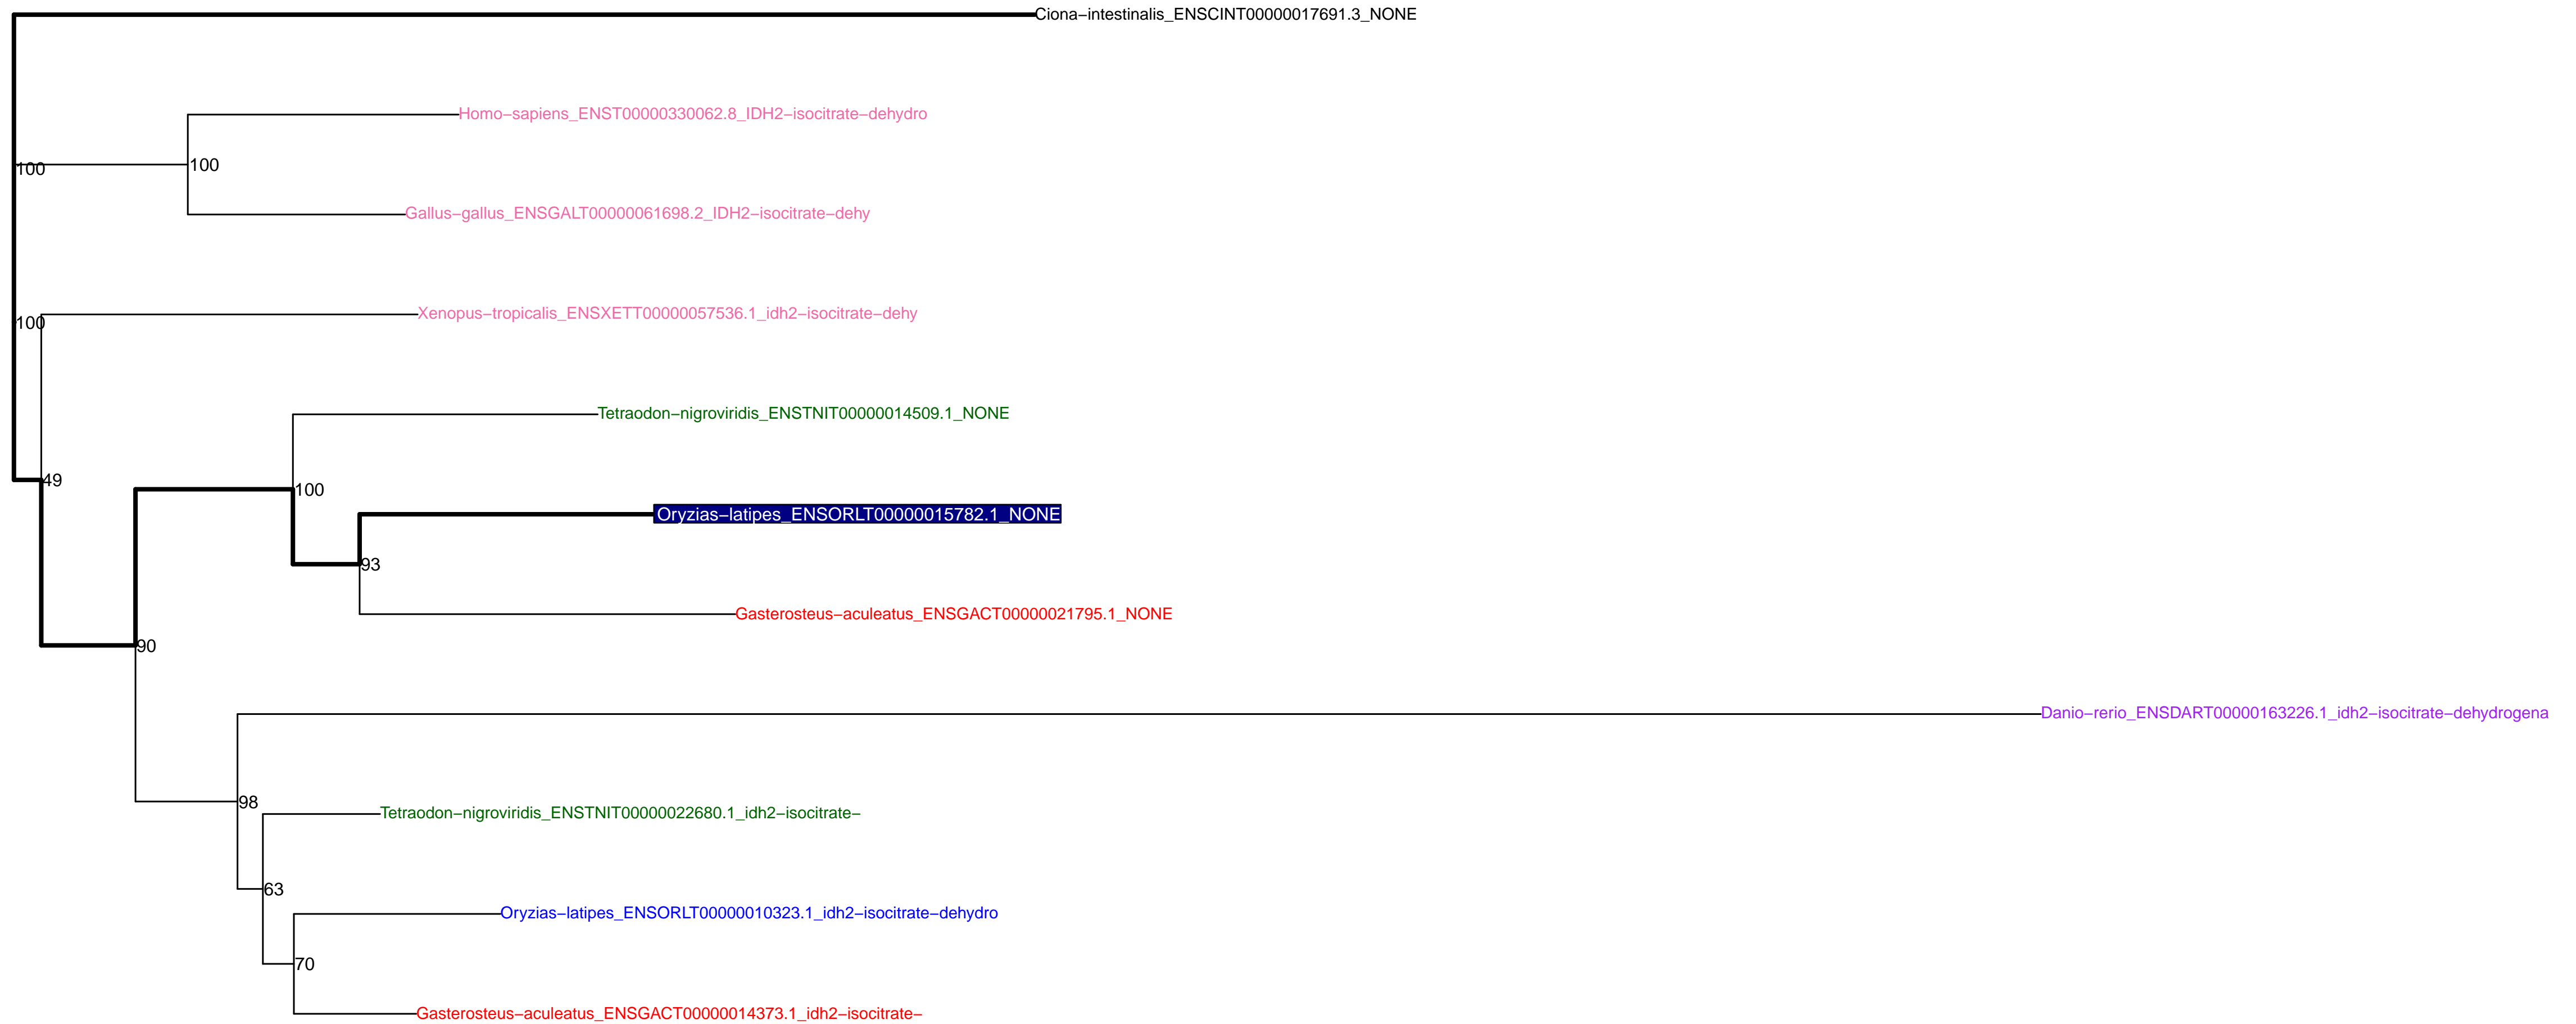 Ciona−intestinalis_ENSCINT00000017691.3_NONE
Homo−sapiens_ENST00000330062.8_IDH2−isocitrate−dehydro
100
100
Gallus−gallus_ENSGALT00000061698.2_IDH2−isocitrate−dehy
Xenopus−tropicalis_ENSXETT00000057536.1_idh2−isocitrate−dehy
100
Tetraodon−nigroviridis_ENSTNIT00000014509.1_NONE
49
100
Oryzias−latipes_ENSORLT00000015782.1_NONE
93
Gasterosteus−aculeatus_ENSGACT00000021795.1_NONE
90
Danio−rerio_ENSDART00000163226.1_idh2−isocitrate−dehydrogena
98
Tetraodon−nigroviridis_ENSTNIT00000022680.1_idh2−isocitrate−
63
Oryzias−latipes_ENSORLT00000010323.1_idh2−isocitrate−dehydro
70
Gasterosteus−aculeatus_ENSGACT00000014373.1_idh2−isocitrate−